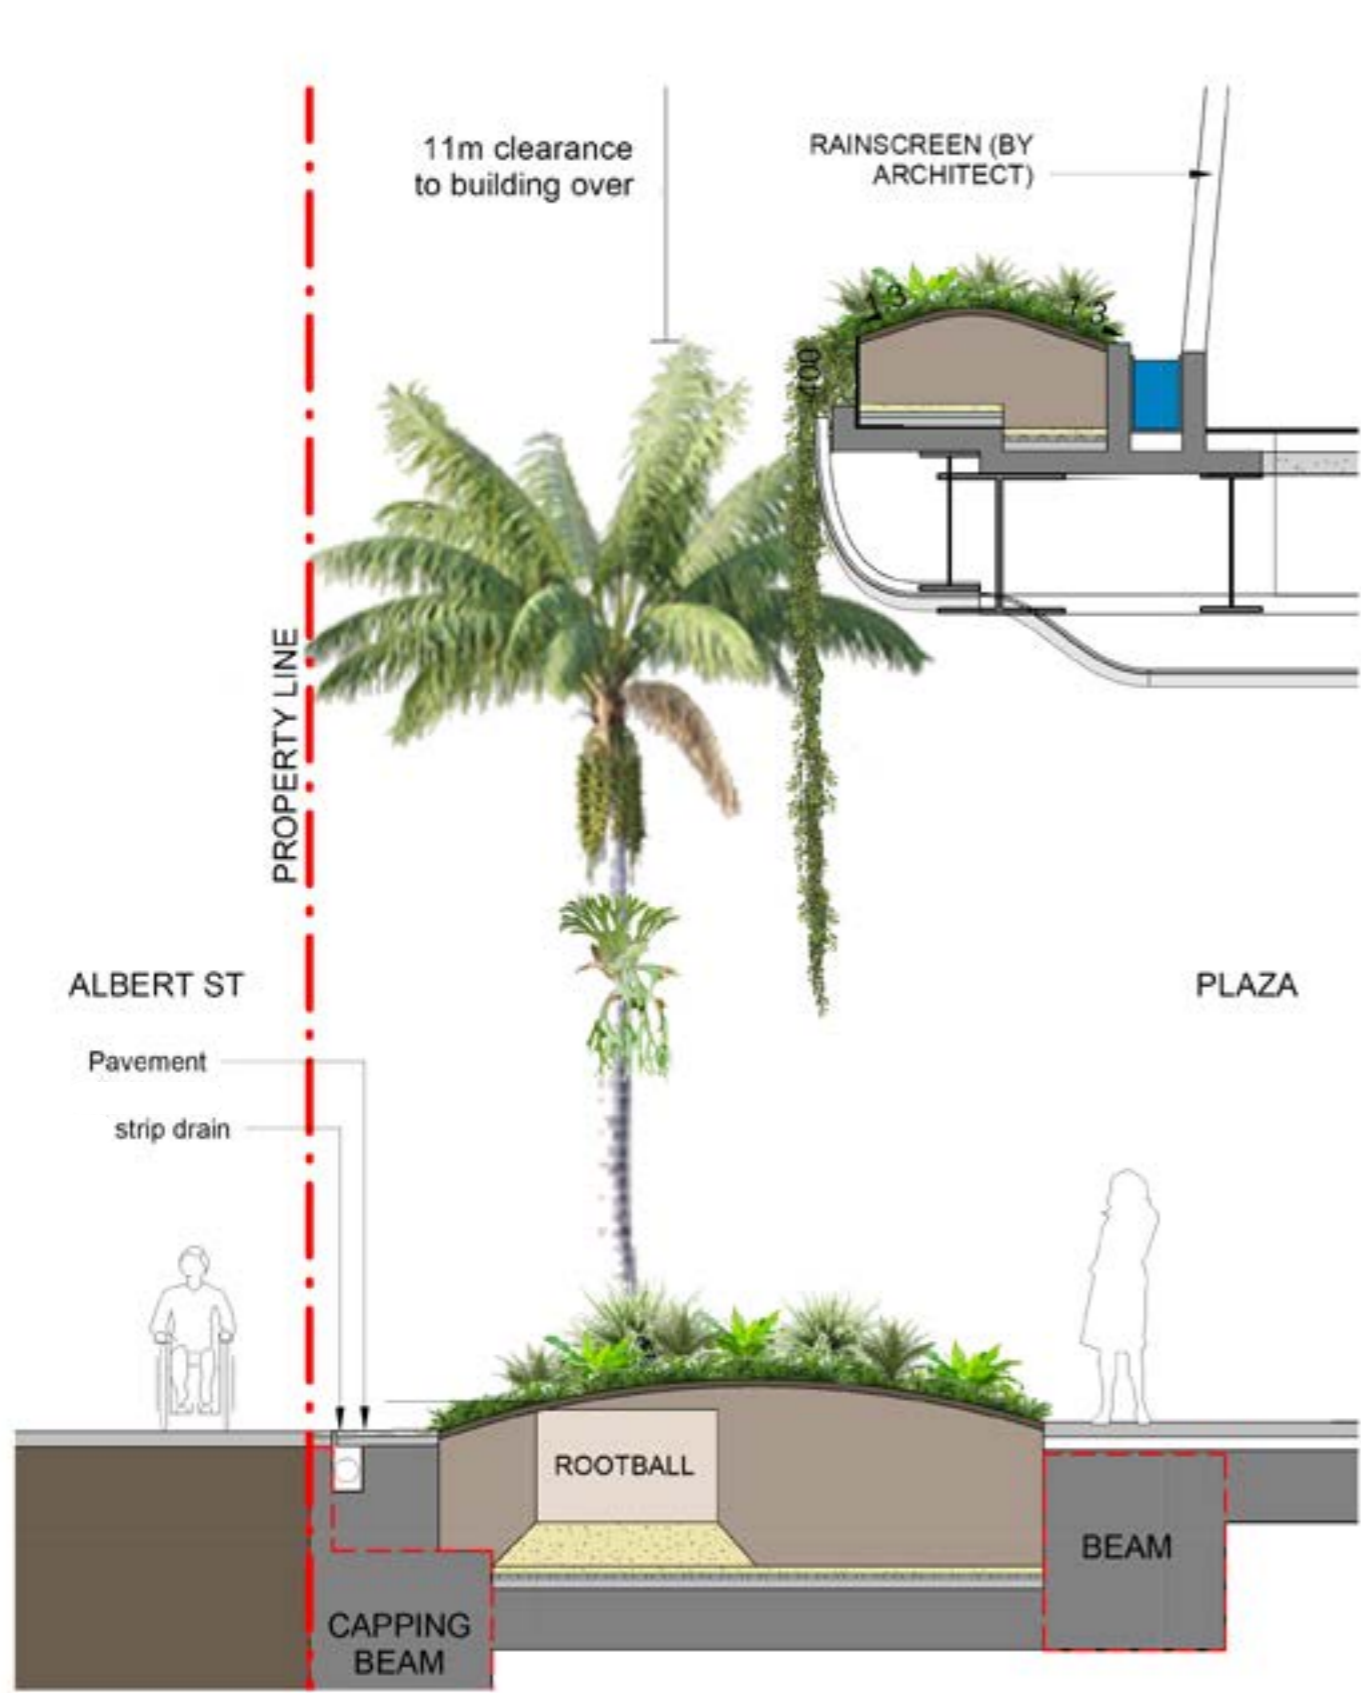 11m clearance
to building over
RAINSCREEN (BY
ARCHITECT)
1:3
1:3
400
PROPERTY LINE
ALBERT ST
PLAZA
Pavement
strip drain
ROOTBALL
BEAM
CAPPING
BEAM